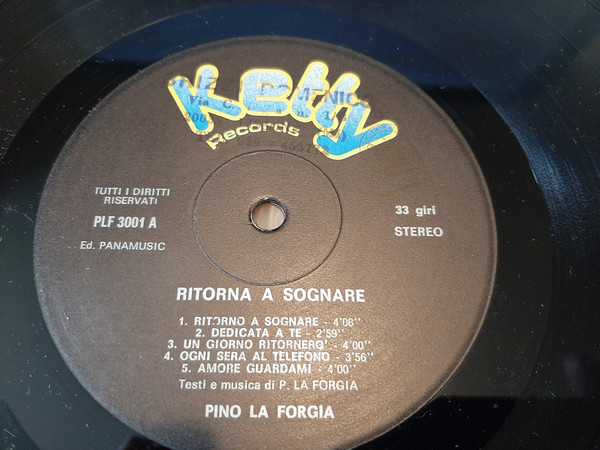 Ketty
Records
TUTTI I DIRITTI
RISERVATI
PLF 3001 A
Ed. PANAMUSIC
33 giri
STEREO
RITORNA A SOGNARE
1. RITORNO A SOGNARE - 4'08"
2. DEDICATA A TE - 2'59"
3. UN GIORNO RITORNERO' - 4'00"
4. OGNI SERA AL TELEFONO - 3'56"
5. AMORE GUARDAMI - 4'00"
Testi e musica di P. LA FORGIA
PINO LA FORGIA